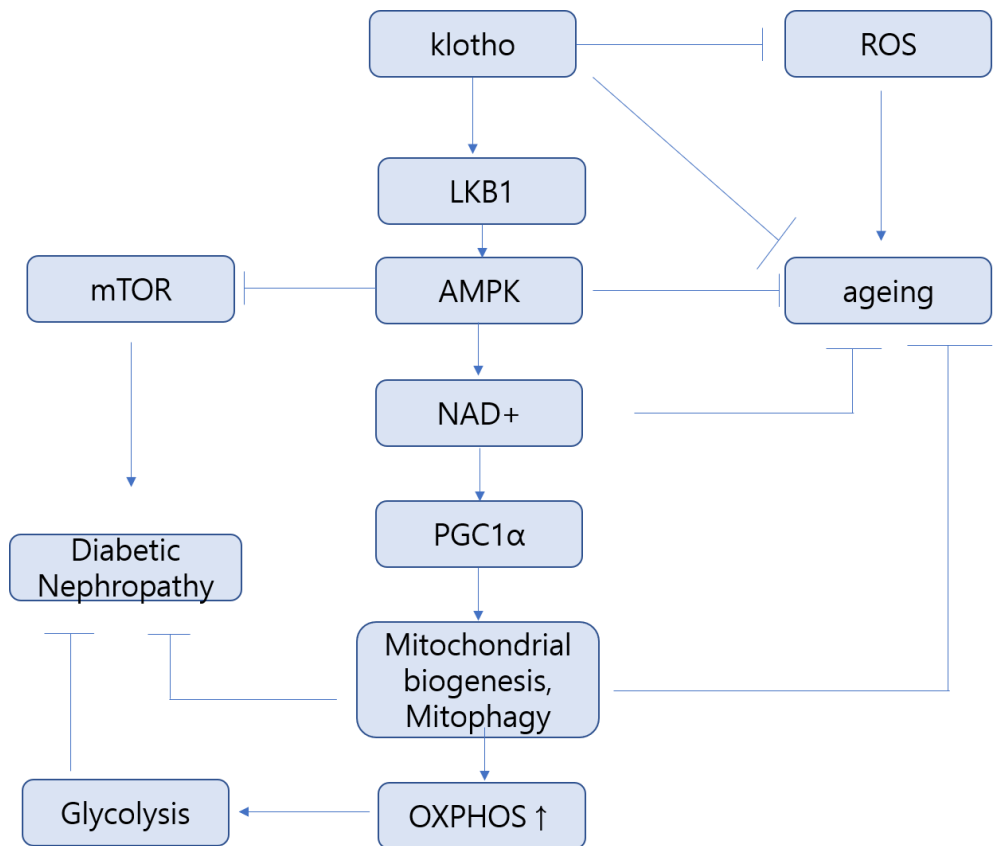 klotho
ROS
LKB1
mTOR
AMPK
ageing
NAD+
PGC1α
Diabetic
Nephropathy
Mitochondrial
biogenesis,
Mitophagy
Glycolysis
OXPHOS ↑